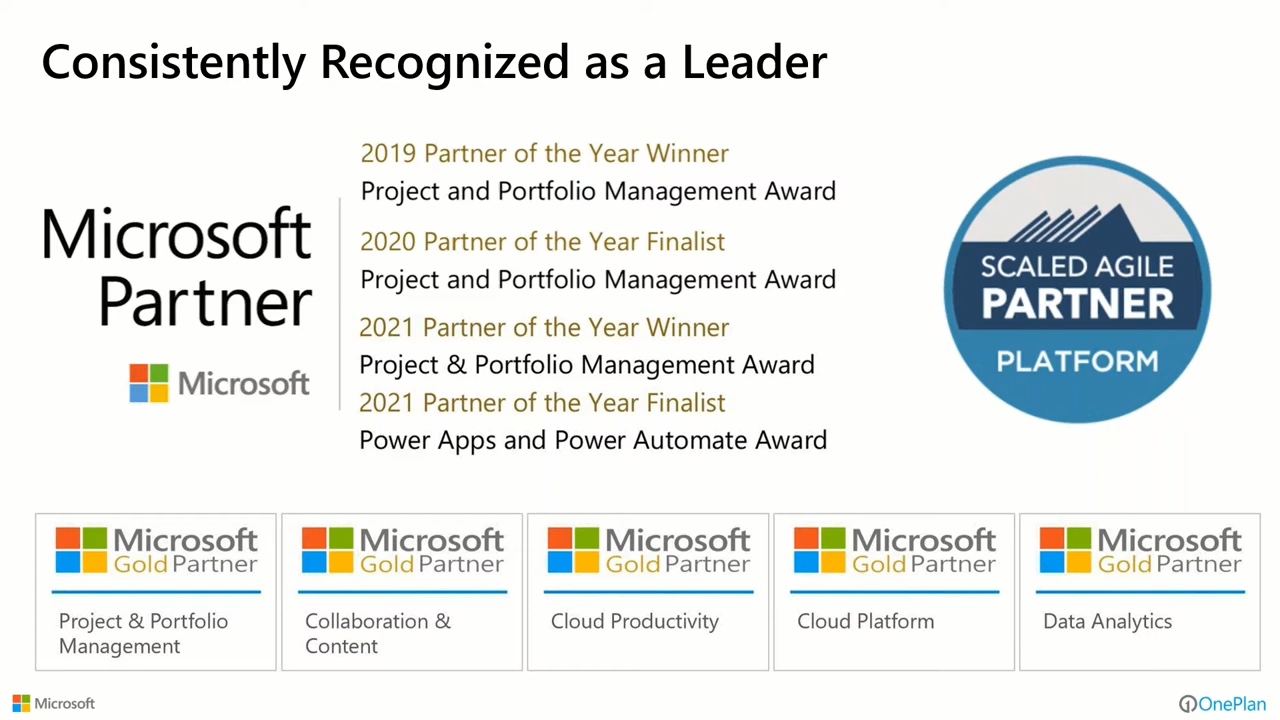 Consistently Recognized as a Leader
Microsoft
Partner
Microsoft
2019 Partner of the Year Winner
Project and Portfolio Management Award
2020 Partner of the Year Finalist
Project and Portfolio Management Award
2021 Partner of the Year Winner
Project & Portfolio Management Award
2021 Partner of the Year Finalist
Power Apps and Power Automate Award
SCALED AGILE
PARTNER
PLATFORM
Microsoft
Gold Partner
Project & Portfolio
Management
Microsoft
Gold Partner
Collaboration &
Content
Microsoft
Gold Partner
Cloud Productivity
Microsoft
Gold Partner
Cloud Platform
Microsoft
Gold Partner
Data Analytics
Microsoft
OnePlan